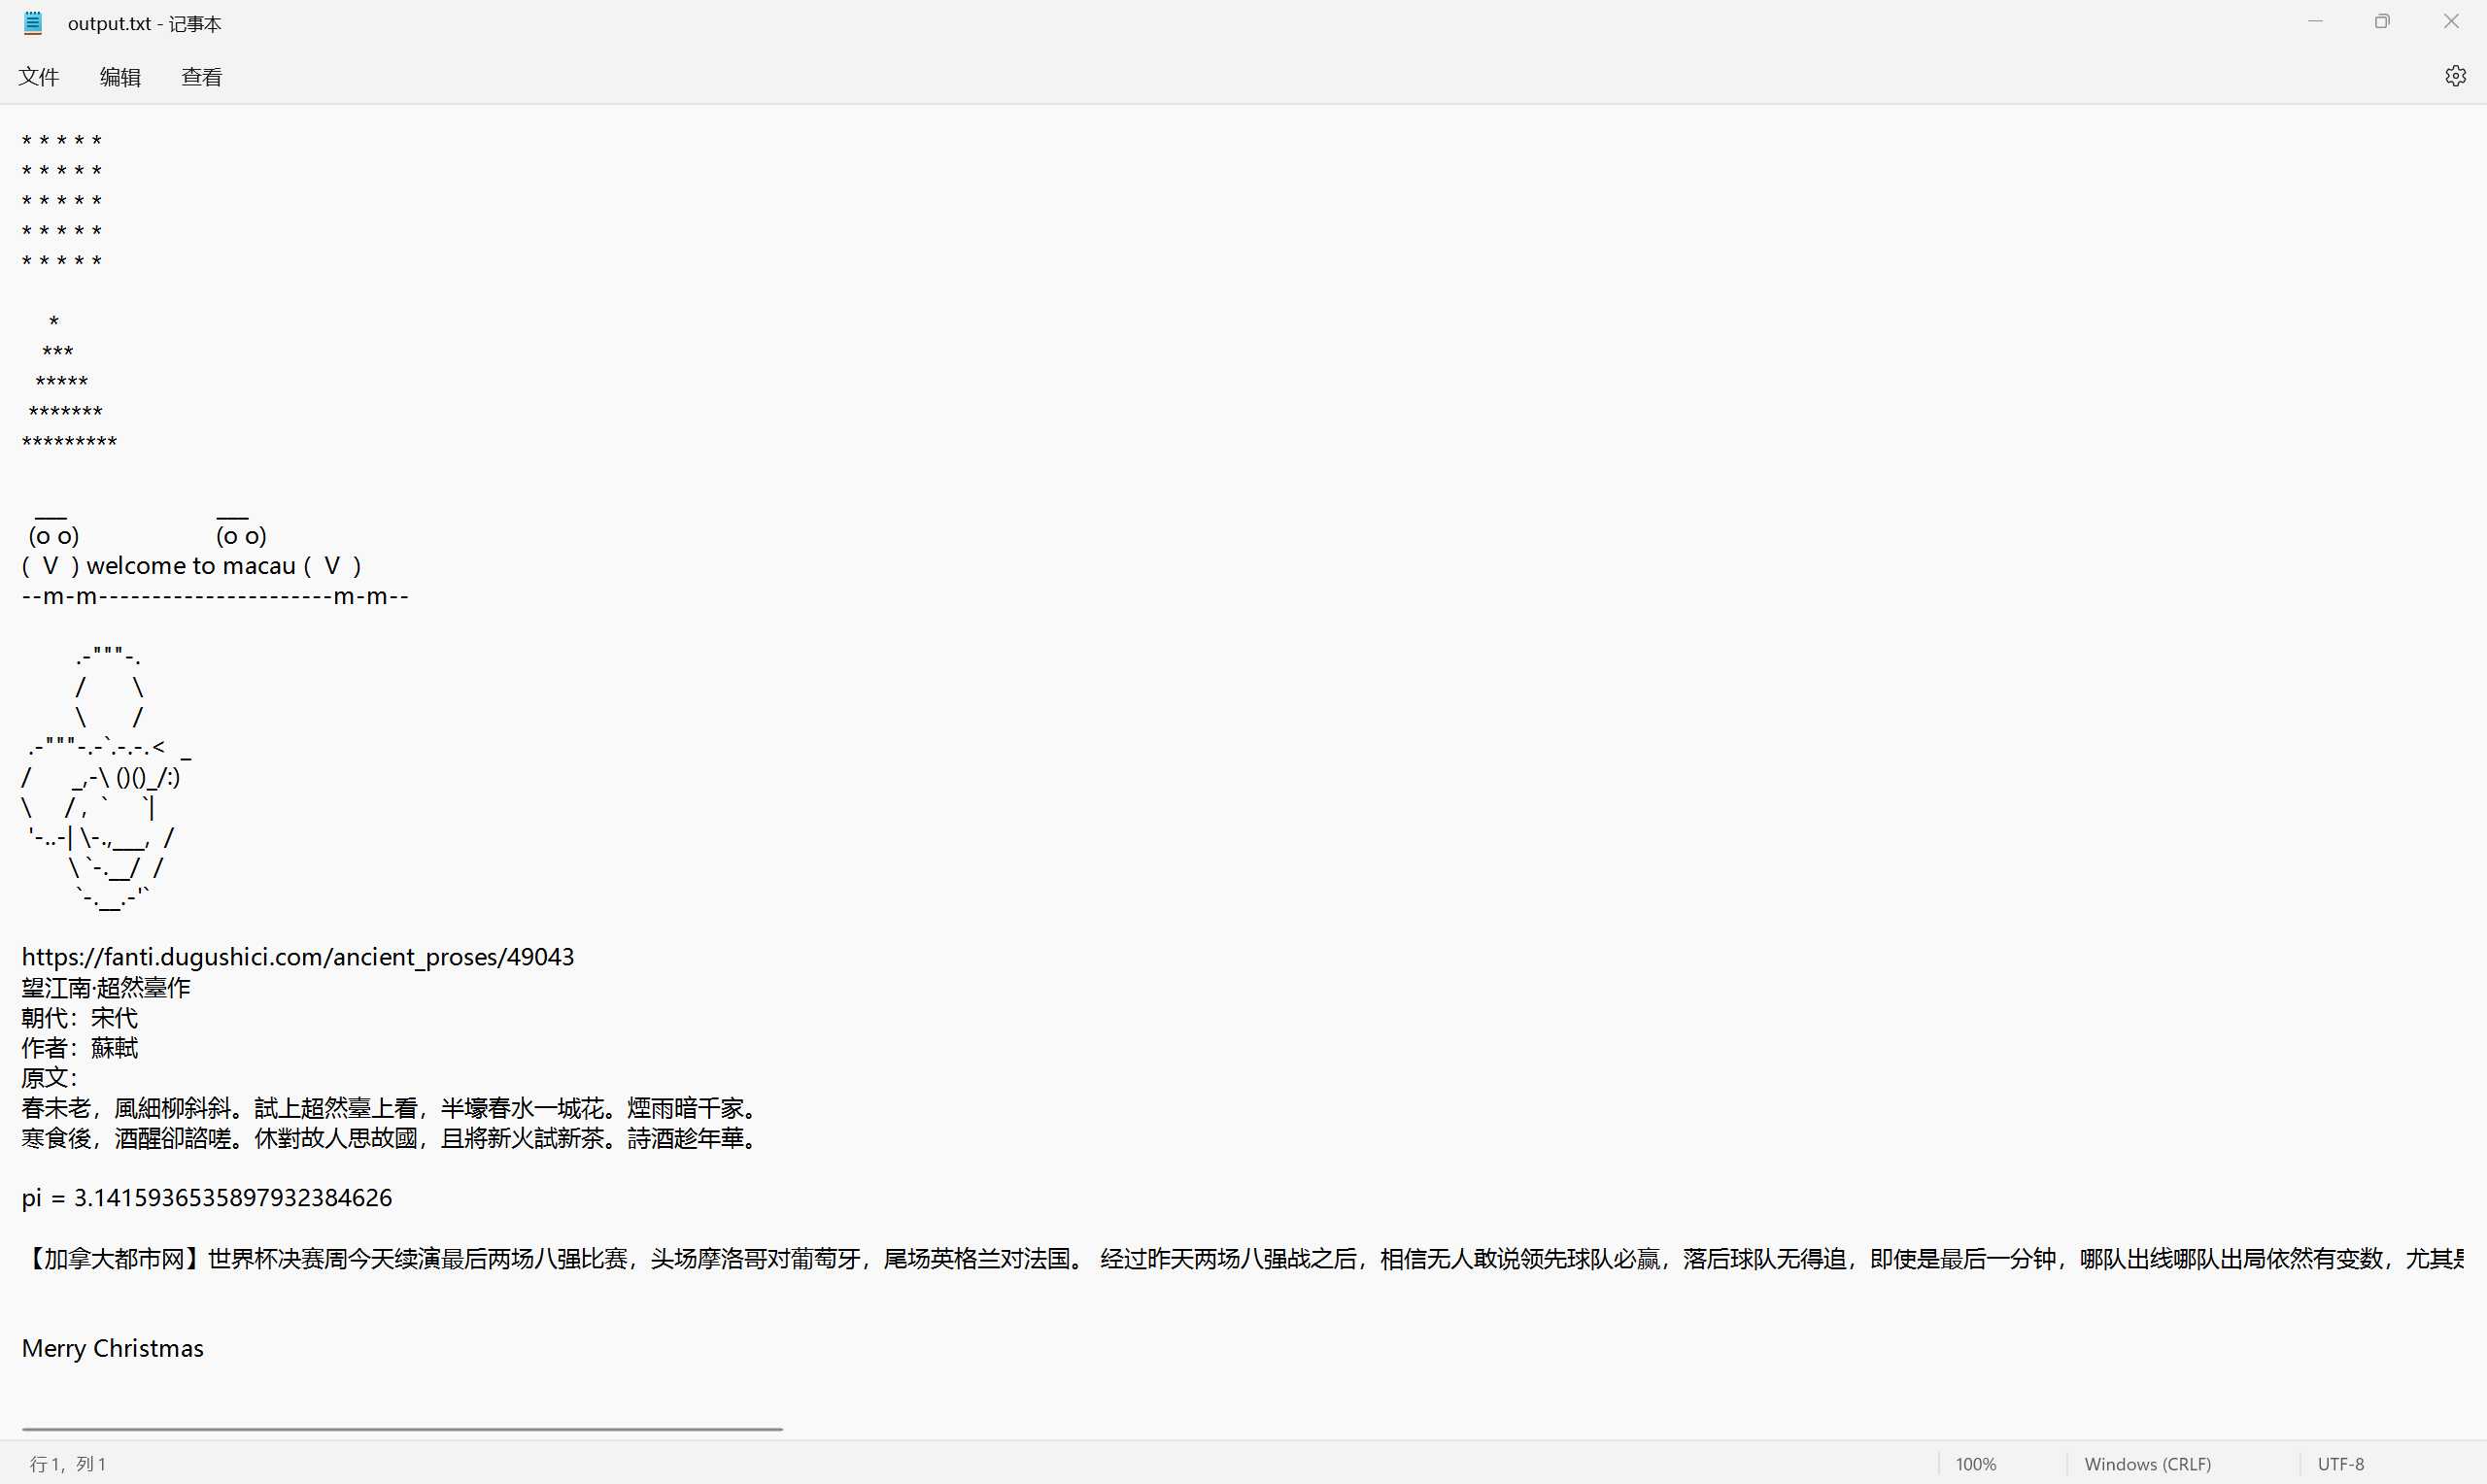 output.txt - 记事本
文件 编辑 查看
* * * * *
* * * * *
* * * * *
* * * * *
* * * * *
    *
   ***
  *****
 *******
*********
  ___                      ___
 (o o)                    (o o)
(  V  ) welcome to macau (  V  )
--m-m----------------------m-m--
        .-"""-.
        /       \
        \       /
 .-"""-.-`.-.-.<  _
/      _,-\ ()()_/:)
\     / ,  `     `|
 '-..-| \-.,___,  /
       \ `-.__/  /
        `-.__.-'`
https://fanti.dugushici.com/ancient_proses/49043
望江南·超然臺作
朝代：宋代
作者：蘇軾
原文：
春未老，風細柳斜斜。試上超然臺上看，半壕春水一城花。煙雨暗千家。
寒食後，酒醒卻諮嗟。休對故人思故國，且將新火試新茶。詩酒趁年華。
pi = 3.1415936535897932384626
【加拿大都市网】世界杯决赛周今天续演最后两场八强比赛，头场摩洛哥对葡萄牙，尾场英格兰对法国。 经过昨天两场八强战之后，相信无人敢说领先球队必赢，落后球队无得追，即使是最后一分钟，哪队出线哪队出局依然有变数，尤其
Merry Christmas
行 1，列 1 100% Windows (CRLF) UTF-8